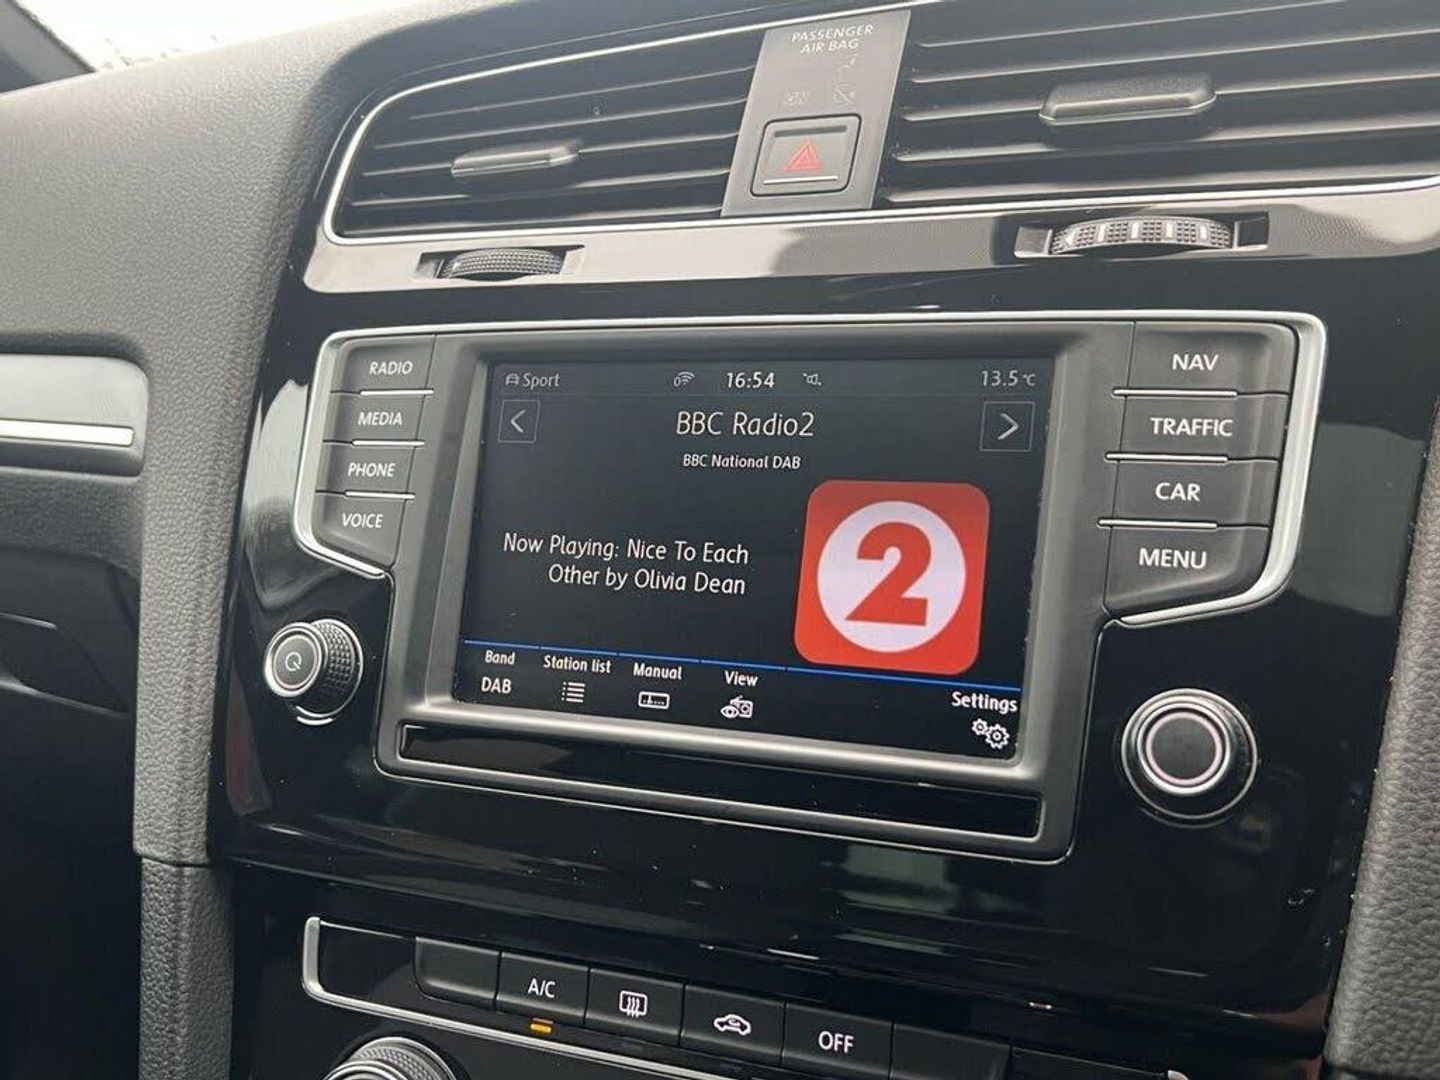 PASSENGER
AIR BAG
RADIO
MEDIA
PHONE
VOICE
Sport
16:54
13.5°C
BBC Radio2
BBC National DAB
Now Playing: Nice To Each
Other by Olivia Dean
2
Band
DAB
Station list
Manual
View
Settings
NAV
TRAFFIC
CAR
MENU
A/C
OFF